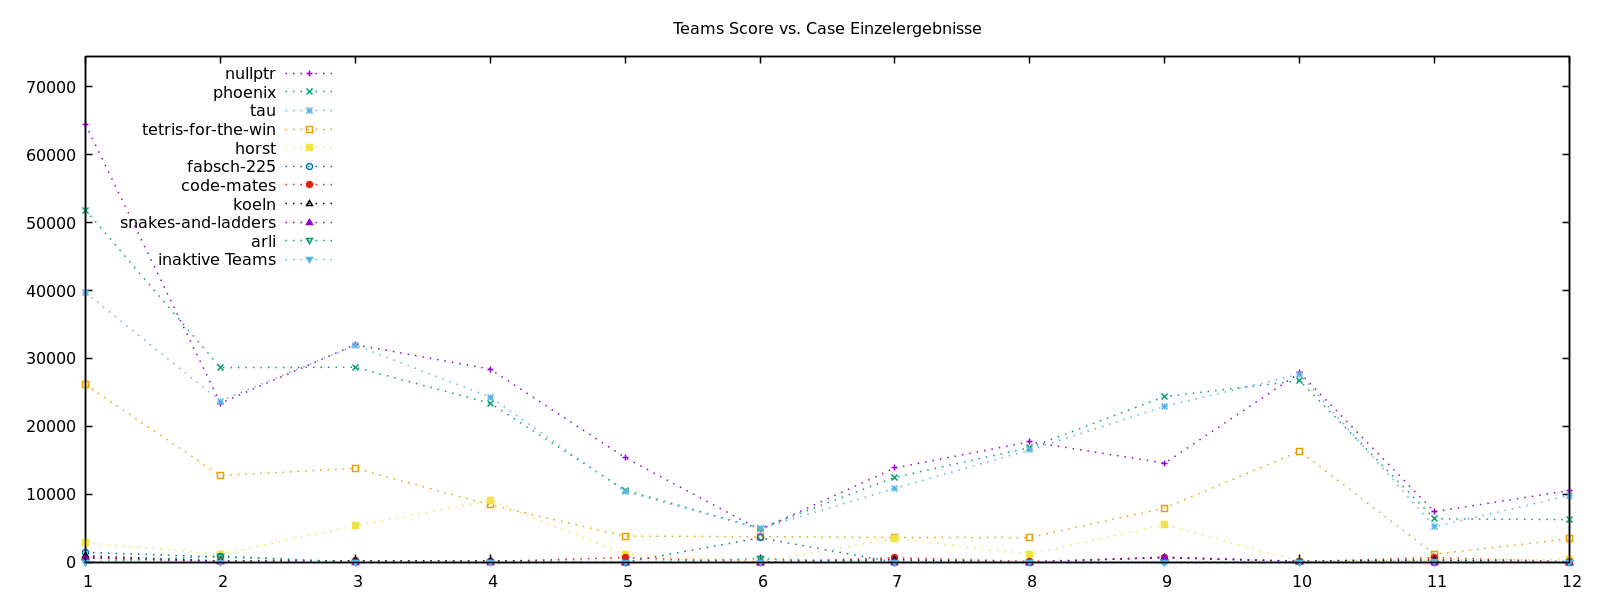 Teams Score vs. Case Einzelergebnisse
nullptr
phoenix
tau
tetris-for-the-win
horst
fabsch-225
code-mates
koeln
snakes-and-ladders
arli
inaktive Teams
70000
60000
50000
40000
30000
20000
10000
0
1 2 3 4 5 6 7 8 9 10 11 12